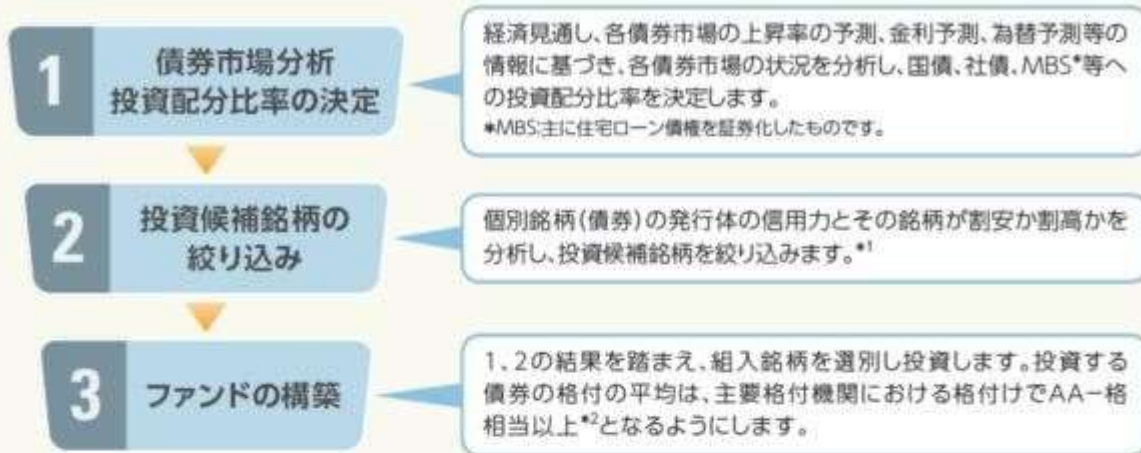 1
債券市場分析
投資配分比率の決定
経済見通し、各債券市場の上昇率の予測、金利予測、為替予測等の
情報に基づき、各債券市場の状況を分析し、国債、社債、MBS*等へ
の投資配分比率を決定します。
*MBS:主に住宅ローン債権を証券化したものです。
2
投資候補銘柄の
絞り込み
個別銘柄(債券)の発行体の信用力とその銘柄が割安か割高かを
分析し、投資候補銘柄を絞り込みます。*1
3
ファンドの構築
1、2の結果を踏まえ、組入銘柄を選別し投資します。投資する
債券の格付の平均は、主要格付機関における格付けでAA−格
相当以上*2となるようにします。